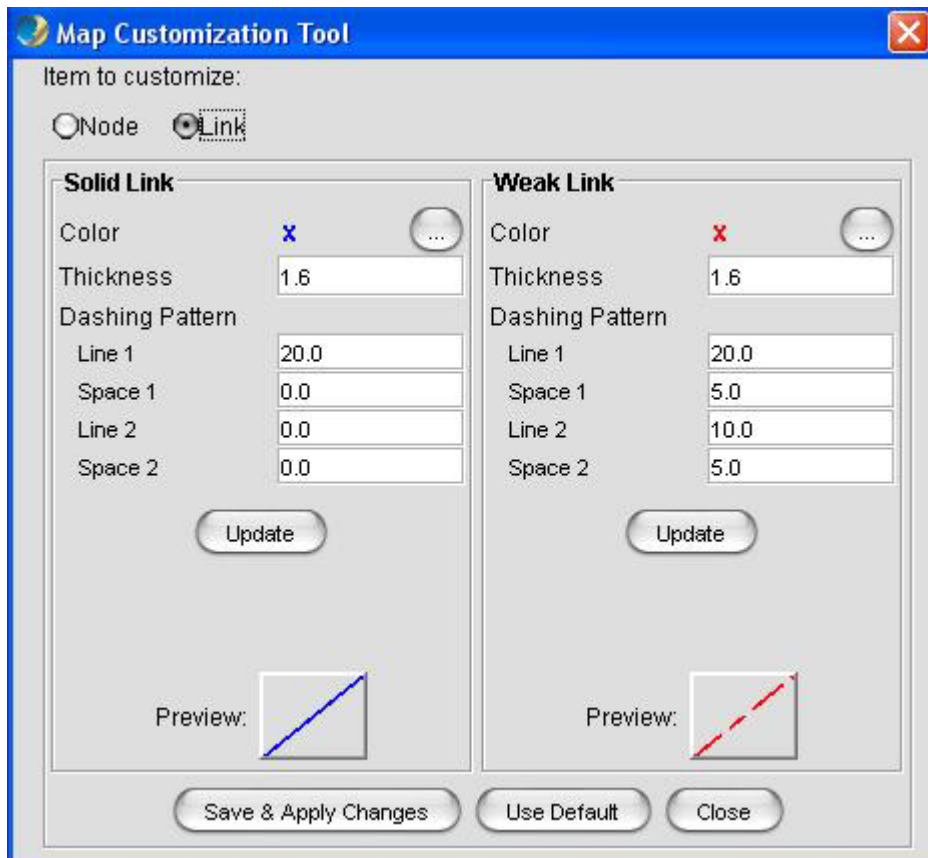 Map Customization Tool
Item to customize:
Node Link
Solid Link
Color x ...
Thickness 1.6
Dashing Pattern
Line 1 20.0
Space 1 0.0
Line 2 0.0
Space 2 0.0
Update
Preview:
Weak Link
Color x ...
Thickness 1.6
Dashing Pattern
Line 1 20.0
Space 1 5.0
Line 2 10.0
Space 2 5.0
Update
Preview:
Save & Apply Changes Use Default Close